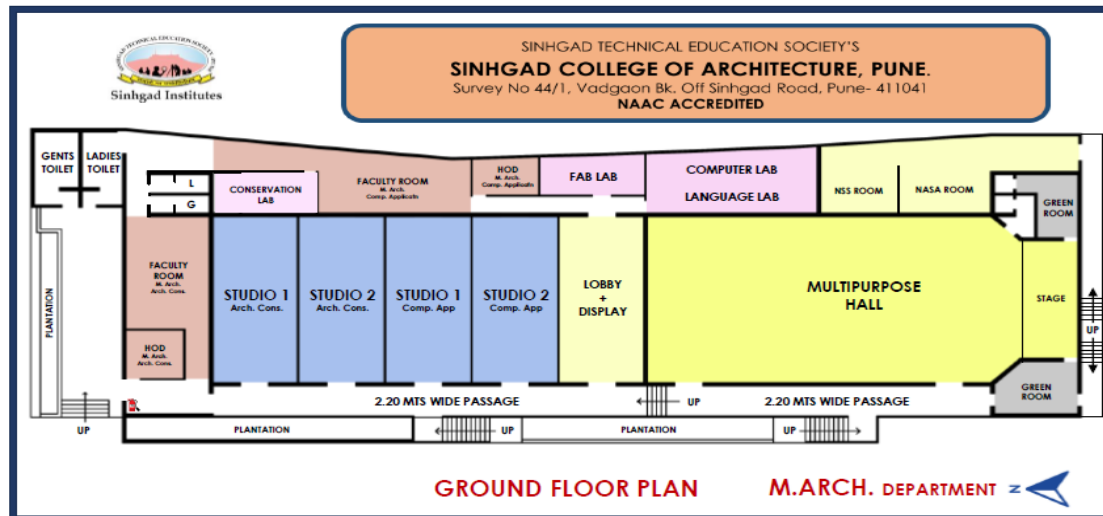 SINHGAD TECHNICAL EDUCATION SOCIETY'S
SINHGAD COLLEGE OF ARCHITECTURE, PUNE.
Survey No 44/1, Vadgaon Bk. Off Sinhgad Road, Pune- 411041
NAAC ACCREDITED
Sinhgad Institutes
GENTS
TOILET
LADIES
TOILET
L
G
CONSERVATION
LAB
FACULTY ROOM
M. Arch.
Comp. Applicatn
HOD
M. Arch.
Comp. Applicatn
FAB LAB
COMPUTER LAB
LANGUAGE LAB
NSS ROOM
NASA ROOM
GREEN
ROOM
PLANTATION
FACULTY
ROOM
M. Arch.
Arch. Cons.
HOD
M. Arch.
Arch. Cons.
STUDIO 1
Arch. Cons.
STUDIO 2
Arch. Cons.
STUDIO 1
Comp. App
STUDIO 2
Comp. App
LOBBY
+
DISPLAY
MULTIPURPOSE
HALL
STAGE
UP
GREEN
ROOM
2.20 MTS WIDE PASSAGE
UP
2.20 MTS WIDE PASSAGE
UP
PLANTATION
UP
PLANTATION
UP
GROUND FLOOR PLAN
M.ARCH. DEPARTMENT
N